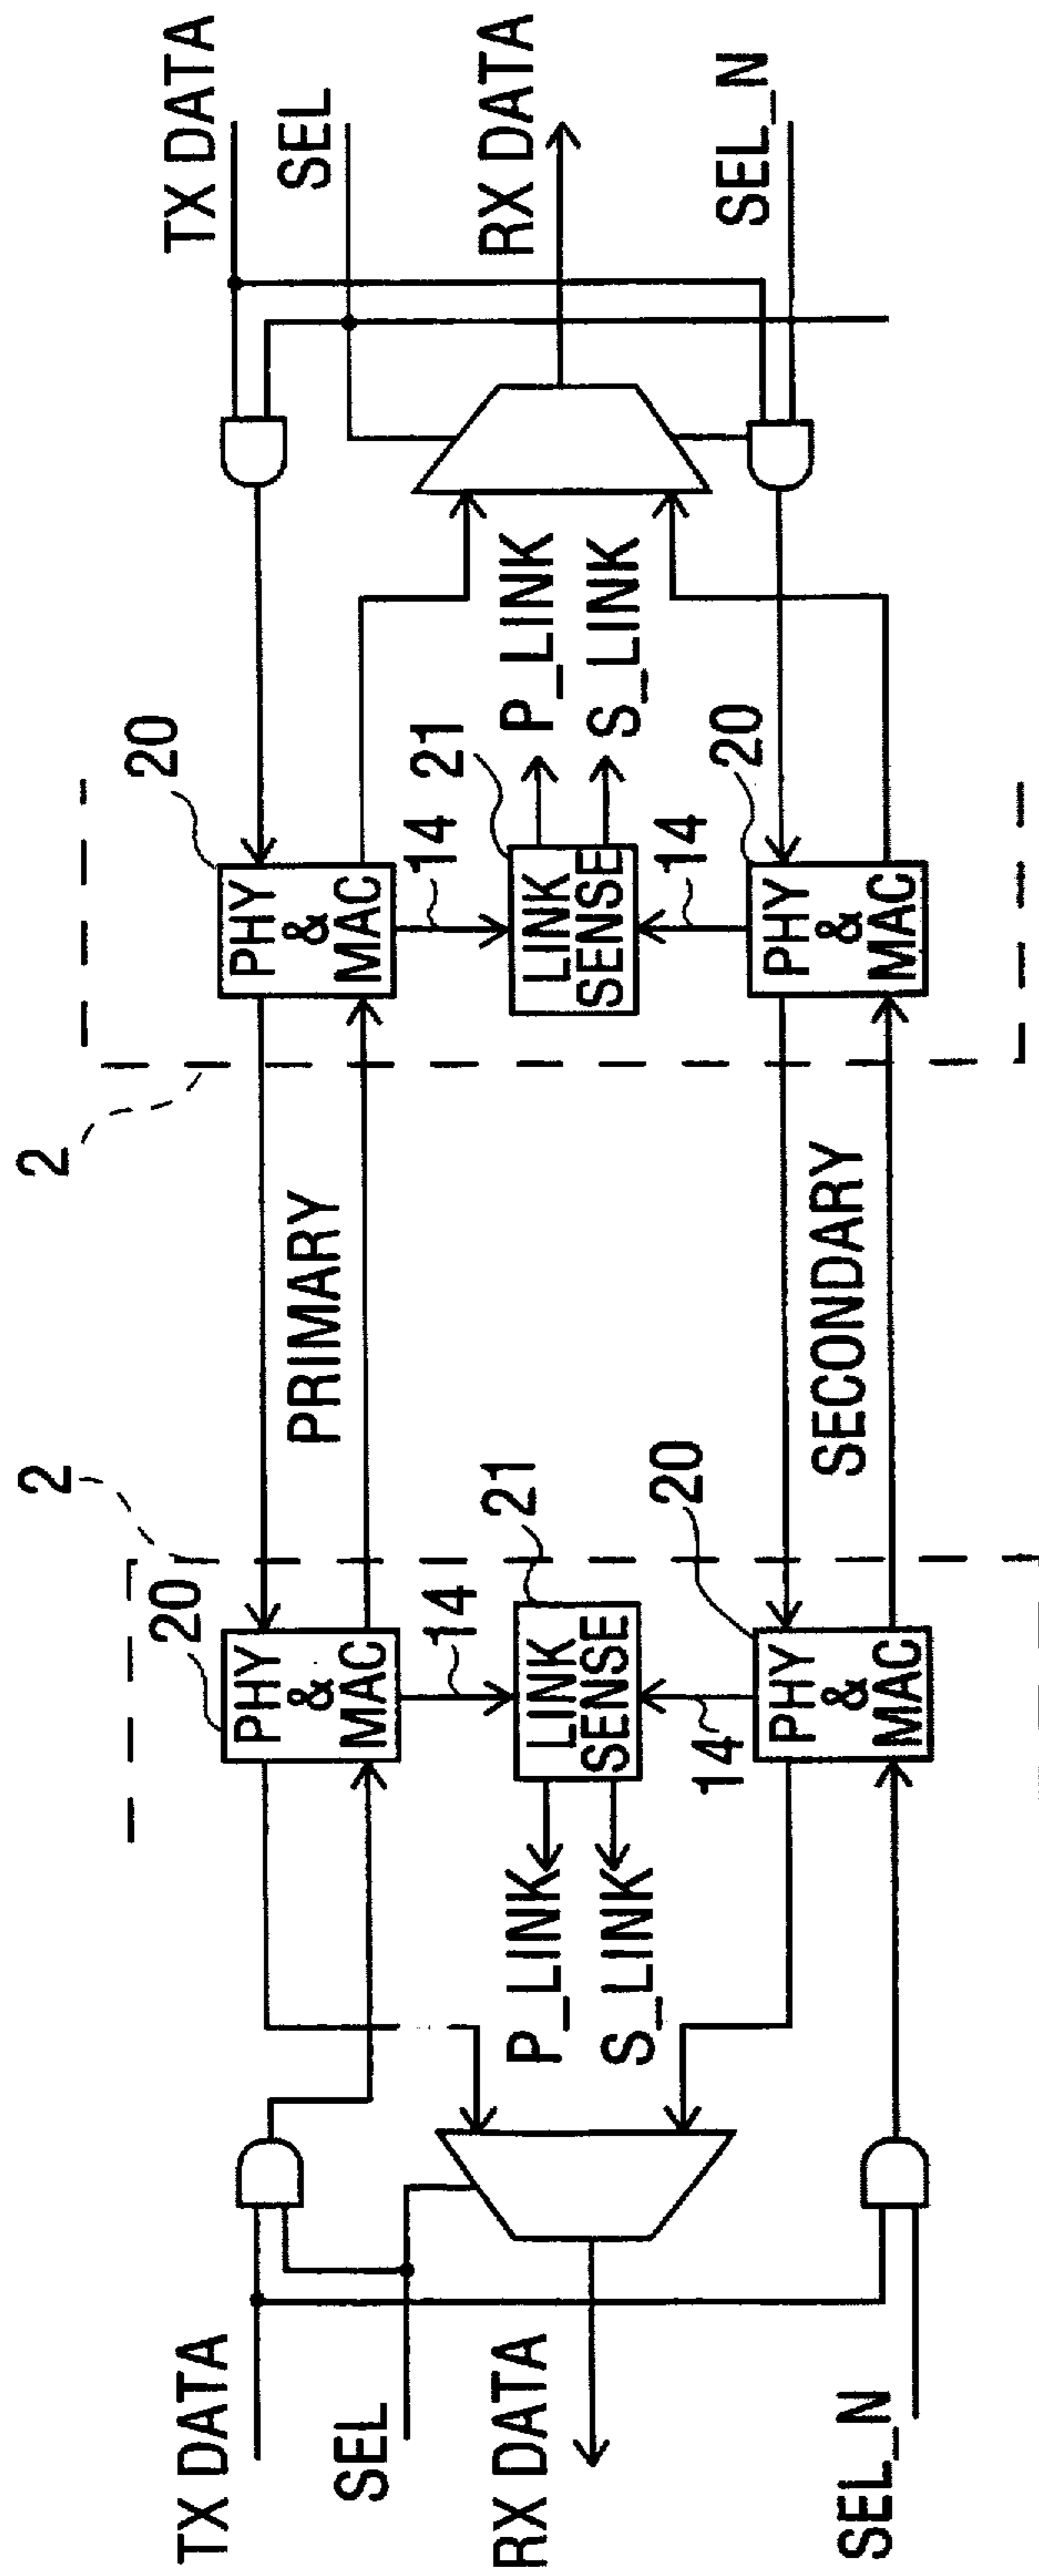 TX DATA
SEL
RX DATA
SEL_N
P_LINK
S_LINK
PHY
&
MAC
20
14
LINK
SENSE
21
14
PHY
&
MAC
20
2
PRIMARY
SECONDARY
2
PHY
&
MAC
20
14
LINK
SENSE
21
14
PHY
&
MAC
20
P_LINK
S_LINK
TX DATA
SEL
RX DATA
SEL_N